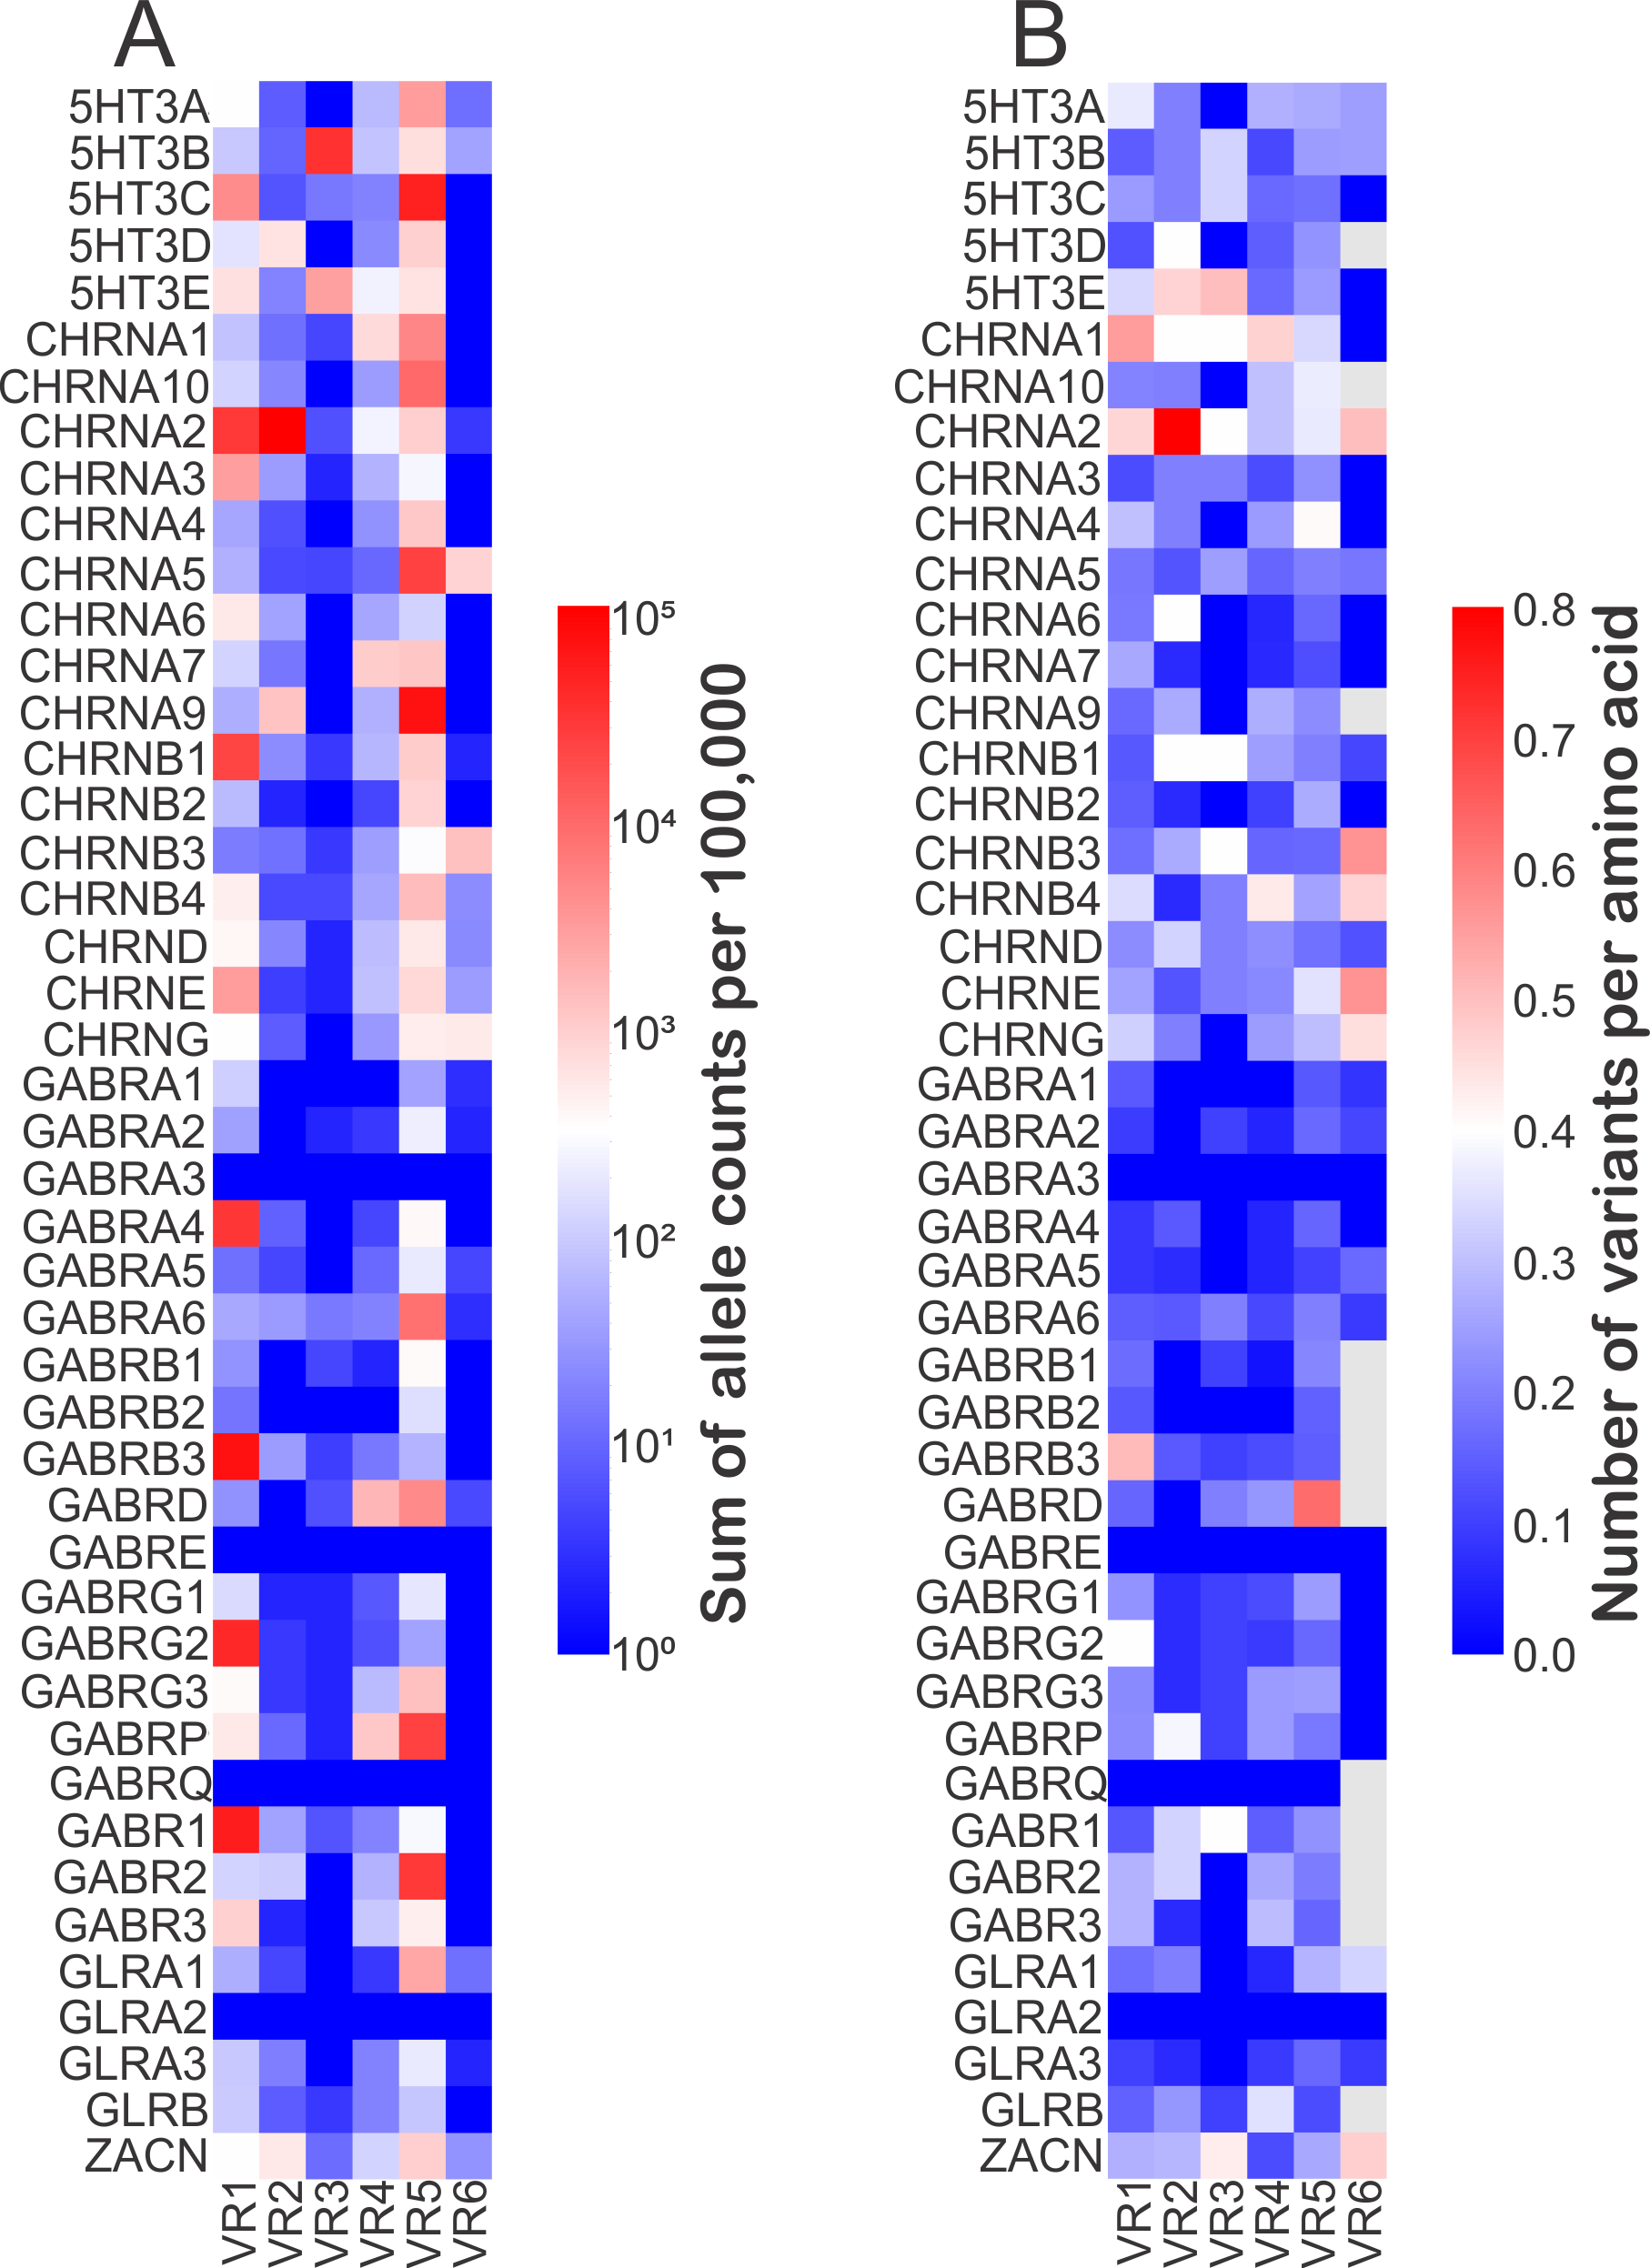 A
B
5HT3A
5HT3B
5HT3C
5HT3D
5HT3E
CHRNA1
CHRNA10
CHRNA2
CHRNA3
CHRNA4
CHRNA5
CHRNA6
CHRNA7
CHRNA9
CHRNB1
CHRNB2
CHRNB3
CHRNB4
CHRND
CHRNE
CHRNG
GABRA1
GABRA2
GABRA3
GABRA4
GABRA5
GABRA6
GABRB1
GABRB2
GABRB3
GABRD
GABRE
GABRG1
GABRG2
GABRG3
GABRP
GABRQ
GABR1
GABR2
GABR3
GLRA1
GLRA2
GLRA3
GLRB
ZACN
VR1
VR2
VR3
VR4
VR5
VR6
10⁵
10⁴
10³
10²
10¹
10⁰
Sum of allele counts per 100,000
5HT3A
5HT3B
5HT3C
5HT3D
5HT3E
CHRNA1
CHRNA10
CHRNA2
CHRNA3
CHRNA4
CHRNA5
CHRNA6
CHRNA7
CHRNA9
CHRNB1
CHRNB2
CHRNB3
CHRNB4
CHRND
CHRNE
CHRNG
GABRA1
GABRA2
GABRA3
GABRA4
GABRA5
GABRA6
GABRB1
GABRB2
GABRB3
GABRD
GABRE
GABRG1
GABRG2
GABRG3
GABRP
GABRQ
GABR1
GABR2
GABR3
GLRA1
GLRA2
GLRA3
GLRB
ZACN
VR1
VR2
VR3
VR4
VR5
VR6
0.8
0.7
0.6
0.5
0.4
0.3
0.2
0.1
0.0
Number of variants per amino acid